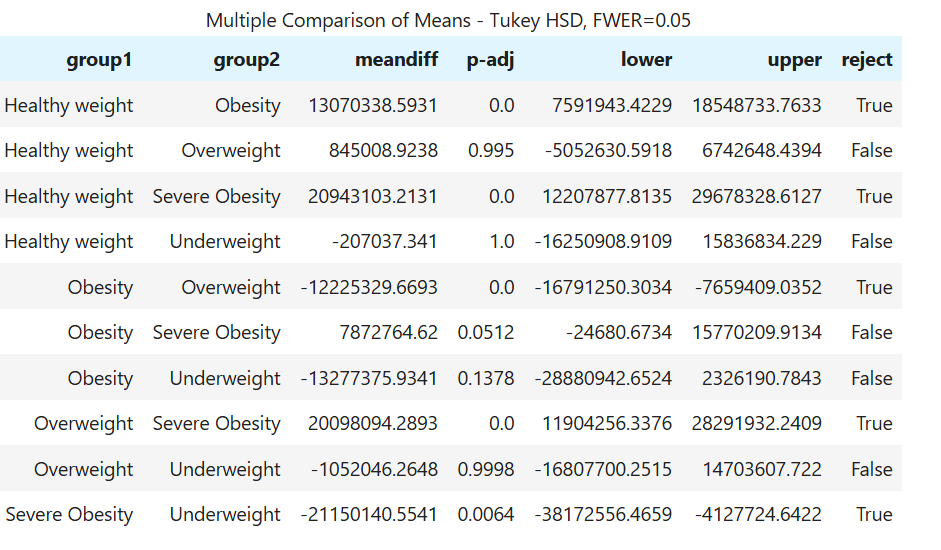 Multiple Comparison of Means - Tukey HSD, FWER=0.05
group1 group2 meandiff p-adj lower upper reject
Healthy weight Obesity 13070338.5931 0.0 7591943.4229 18548733.7633 True
Healthy weight Overweight 845008.9238 0.995 -5052630.5918 6742648.4394 False
Healthy weight Severe Obesity 20943103.2131 0.0 12207877.8135 29678328.6127 True
Healthy weight Underweight -207037.341 1.0 -16250908.9109 15836834.229 False
Obesity Overweight -12225329.6693 0.0 -16791250.3034 -7659409.0352 True
Obesity Severe Obesity 7872764.62 0.0512 -24680.6734 15770209.9134 False
Obesity Underweight -13277375.9341 0.1378 -28880942.6524 2326190.7843 False
Overweight Severe Obesity 20098094.2893 0.0 11904256.3376 28291932.2409 True
Overweight Underweight -1052046.2648 0.9998 -16807700.2515 14703607.722 False
Severe Obesity Underweight -21150140.5541 0.0064 -38172556.4659 -4127724.6422 True